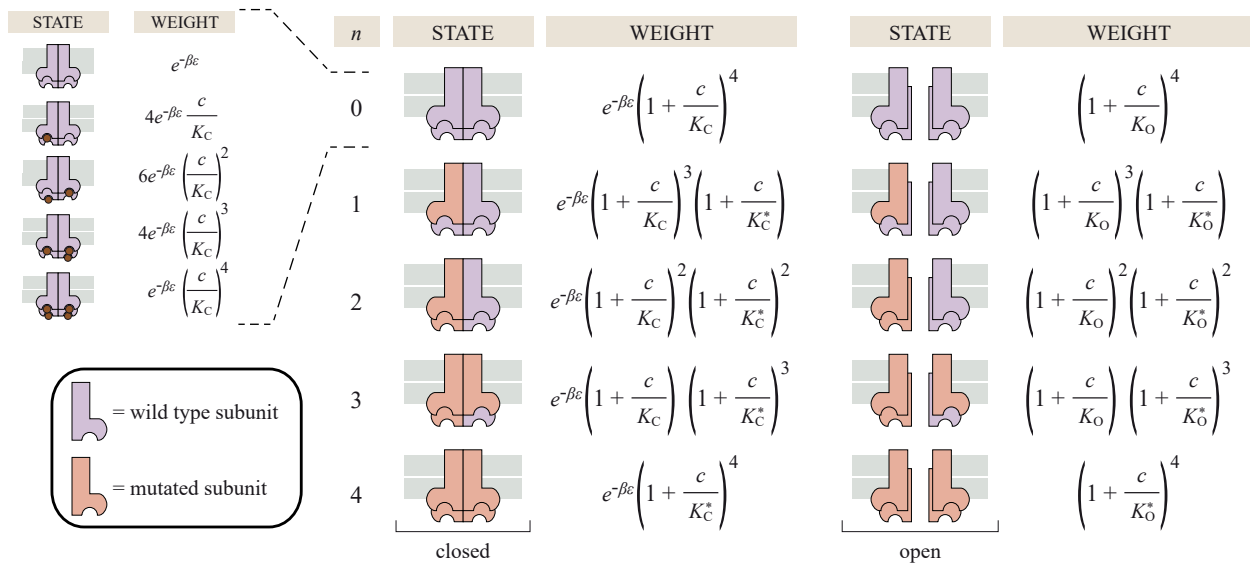 STATE WEIGHT
e^{-βε}
4e^{-βε} c/K_C
6e^{-βε} (c/K_C)^2
4e^{-βε} (c/K_C)^3
e^{-βε} (c/K_C)^4
= wild type subunit
= mutated subunit
n STATE WEIGHT STATE WEIGHT
0 e^{-βε}(1 + c/K_C)^4 (1 + c/K_O)^4
1 e^{-βε}(1 + c/K_C)^3 (1 + c/K_C^*) (1 + c/K_O)^3 (1 + c/K_O^*)
2 e^{-βε}(1 + c/K_C)^2 (1 + c/K_C^*)^2 (1 + c/K_O)^2 (1 + c/K_O^*)^2
3 e^{-βε}(1 + c/K_C) (1 + c/K_C^*)^3 (1 + c/K_O) (1 + c/K_O^*)^3
4 e^{-βε}(1 + c/K_C^*)^4 (1 + c/K_O^*)^4
closed open